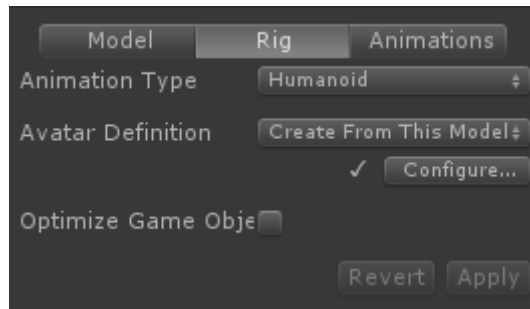 Model Rig Animations
Animation Type Humanoid
Avatar Definition Create From This Model
✓ Configure...
Optimize Game Obje
Revert Apply